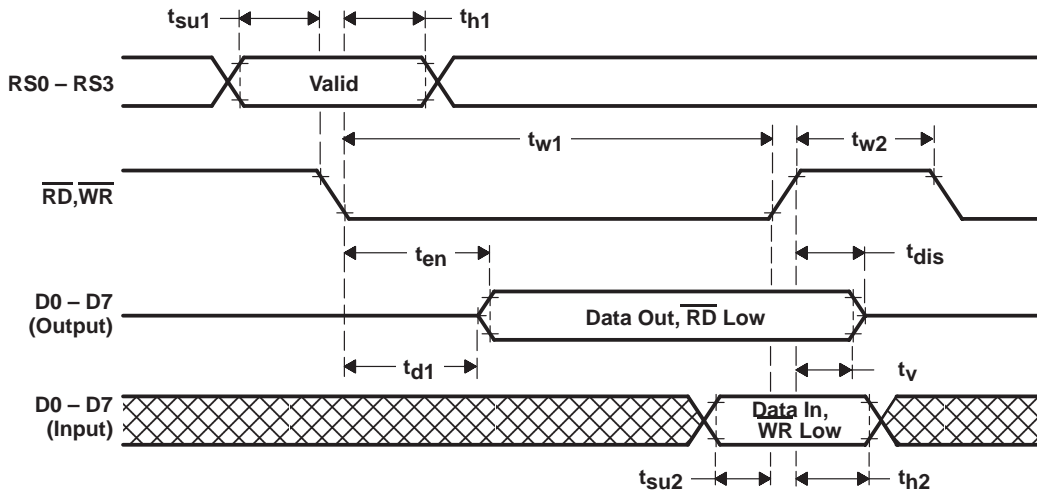 tsu1 th1
RS0 – RS3 Valid
tw1 tw2
RD,WR
ten tdis
D0 – D7
(Output) Data Out, RD Low
td1 tv
D0 – D7
(Input) Data In,
WR Low
tsu2 th2